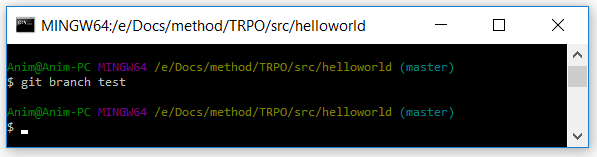 MINGW64:/e/Docs/method/TRPO/src/helloworld
Anim@Anim-PC MINGW64 /e/Docs/method/TRPO/src/helloworld (master)
$ git branch test
Anim@Anim-PC MINGW64 /e/Docs/method/TRPO/src/helloworld (master)
$